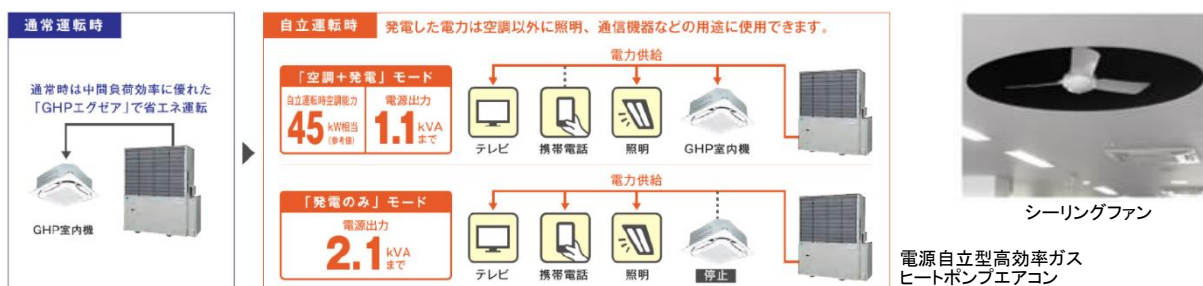 通常運転時
通常時は中間負荷効率に優れた
「GHPエグゼア」で省エネ運転
GHP室内機
自立運転時
発電した電力は空調以外に照明、通信機器などの用途に使用できます。
「空調+発電」モード
自立運転時空調能力
45 kW相当
(参考値)
電源出力
1.1 kVA
まで
電力供給
テレビ
携帯電話
照明
GHP室内機
「発電のみ」モード
電源出力
2.1 kVA
まで
電力供給
テレビ
携帯電話
照明
停止
シーリングファン
電源自立型高効率ガス
ヒートポンプエアコン